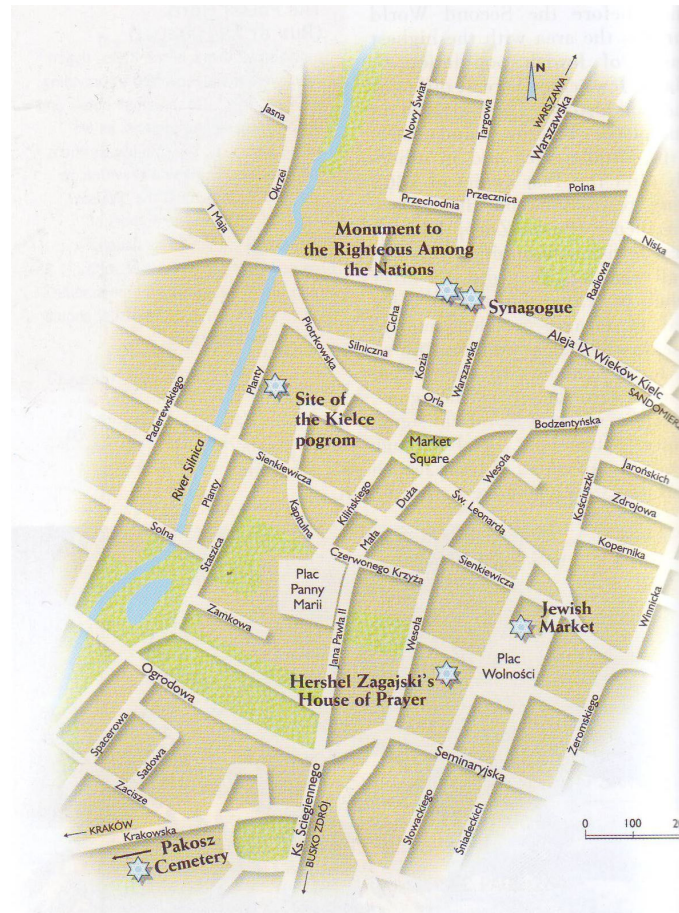 N
WARSZAWA
Warszawska
Nowy Świat
Targowa
Jasna
Okrzei
1 Maja
Przechodnia
Przecznica
Polna
Niska
Radiowa
Monument to
the Righteous Among
the Nations
Synagogue
Aleja IX Wieków Kielc
SANDOMIER
Piotrkowska
Cicha
Silniczna
Kozia
Orla
Warszawska
Planty
Site of
the Kielce
pogrom
Market
Square
Bodzentyńska
Paderewskiego
River Silnica
Planty
Sienkiewicza
Kapitulna
Kilińskiego
Duża
Mała
Wesoła
Św. Leonarda
Kościuszki
Jarońskich
Zdrojowa
Kopernika
Winnicka
Solna
Staszica
Czerwonego Krzyża
Sienkiewicza
Plac
Panny
Marii
Zamkowa
Jana Pawła II
Wesoła
Jewish
Market
Plac
Wolności
Hershel Zagajski's
House of Prayer
Ogrodowa
Spacerowa
Sadowa
Zacisze
Seminaryjska
Żeromskiego
Słowackiego
Śniadeckich
Ks. Ściegiennego
BUSKO ZDRÓJ
KRAKÓW
Krakowska
Pakosz
Cemetery
0 100 2